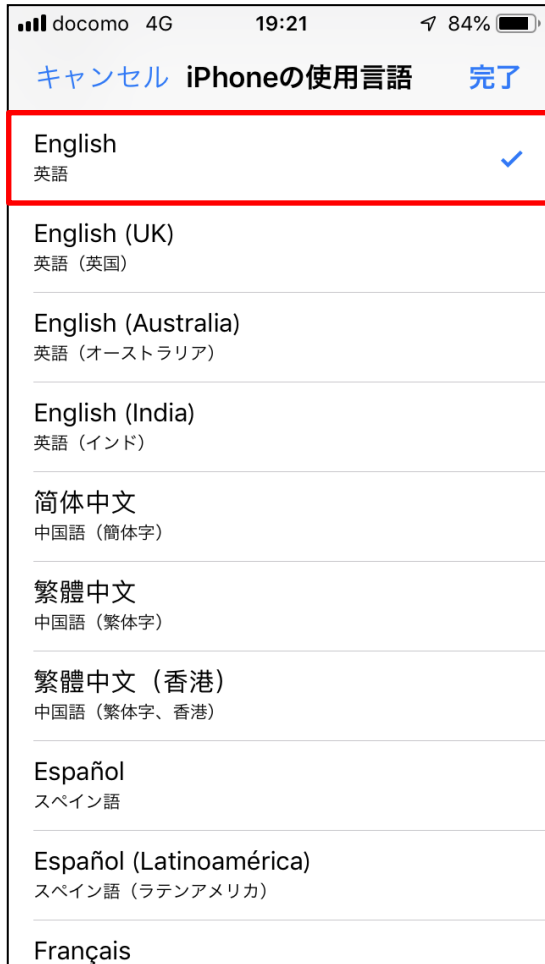 docomo 4G 19:21 84%
キャンセル iPhoneの使用言語 完了
English
英語
English (UK)
英語（英国）
English (Australia)
英語（オーストラリア）
English (India)
英語（インド）
简体中文
中国語（簡体字）
繁體中文
中国語（繁体字）
繁體中文（香港）
中国語（繁体字、香港）
Español
スペイン語
Español (Latinoamérica)
スペイン語（ラテンアメリカ）
Français